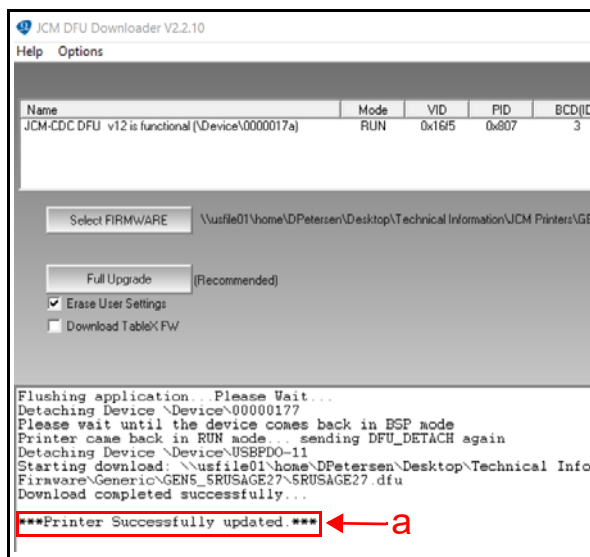 JCM DFU Downloader V2.2.10
Help Options
Name Mode VID PID BCD(ID
JCM-CDC DFU v12 is functional (\Device\0000017a) RUN 0x16f5 0x807 3
Select FIRMWARE \\usfile01\home\DPetersen\Desktop\Technical Information\JCM Printers\GE
Full Upgrade (Recommended)
Erase User Settings
Download TableX FW
Flushing application...Please Wait...
Detaching Device \Device\00000177
Please wait until the device comes back in BSP mode
Printer came back in RUN mode... sending DFU_DETACH again
Detaching Device \Device\USBPDO-11
Starting download: \\usfile01\home\DPetersen\Desktop\Technical Info
Firmware\Generic\GEN5_5RUSAGE27\5RUSAGE27.dfu
Download completed successfully...
***Printer Successfully updated.***
a